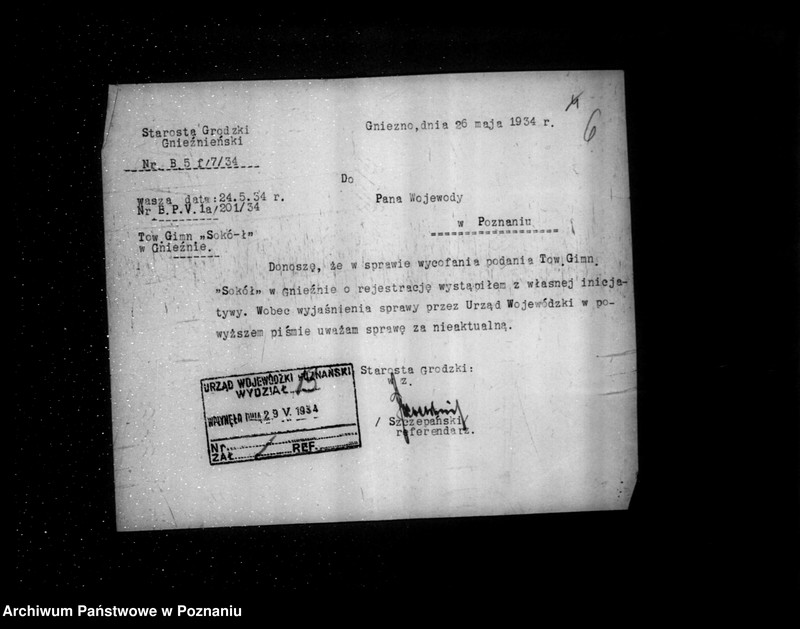 Starosta Grodzki
Gnieźnieński
Nr. B 5 f/7/34
Gniezno, dnia 26 maja 1934 r.
6
wasza data: 24.5.34 r.
Nr B.P.V. 1a/201/34
Tow.Gimn „Sokó-ł"
w Gnieźnie.
Do
Pana Wojewody
w Poznaniu
Donoszę, że w sprawie wycofania podania Tow.Gimn.
„Sokół" w gnieźnie o rejestrację wystąpiłem z własnej inicja-
tywy. Wobec wyjaśnienia sprawy przez Urząd Wojewódzki w po-
wyższem piśmie uważam sprawę za nieaktualną.
Starosta grodzki:
w z.
/ Szczepański/
referendarz.
URZĄD WOJEWÓDZKI POZNAŃSKI
WYDZIAŁ
WPŁYNĘŁO DNIA 29 V. 1934
Nr.
ZAŁ. REF.
Archiwum Państwowe w Poznaniu